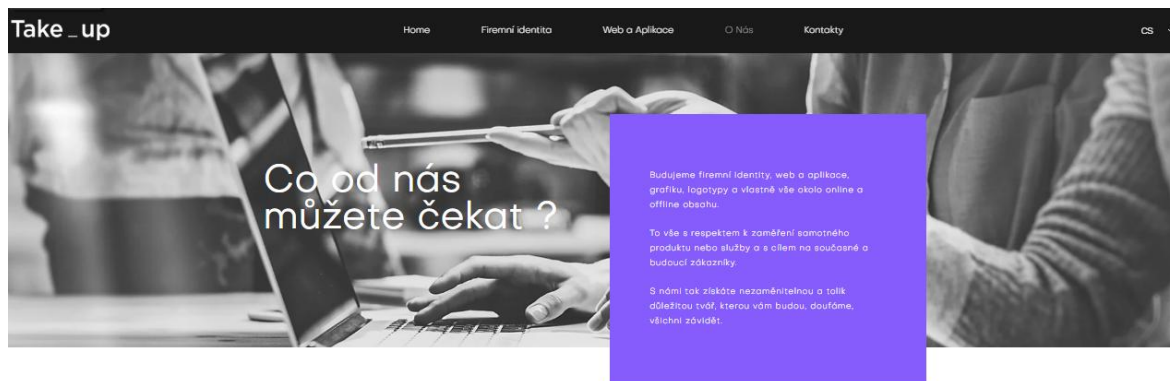 Take_up
Home
Firemní identita
Web a Aplikace
O Nás
Kontakty
CS
Co od nás
můžete čekat ?
Budujeme firemní identity, web a aplikace,
grafiku, logotypy a vlastně vše okolo online a
offline obsahu.
To vše s respektem k zaměření samotného
produktu nebo služby a s cílem na současné a
budoucí zákazníky.
S námi tak získáte nezaměnitelnou a tolik
důležitou tvář, kterou vám budou, doufáme,
všichni závidět.